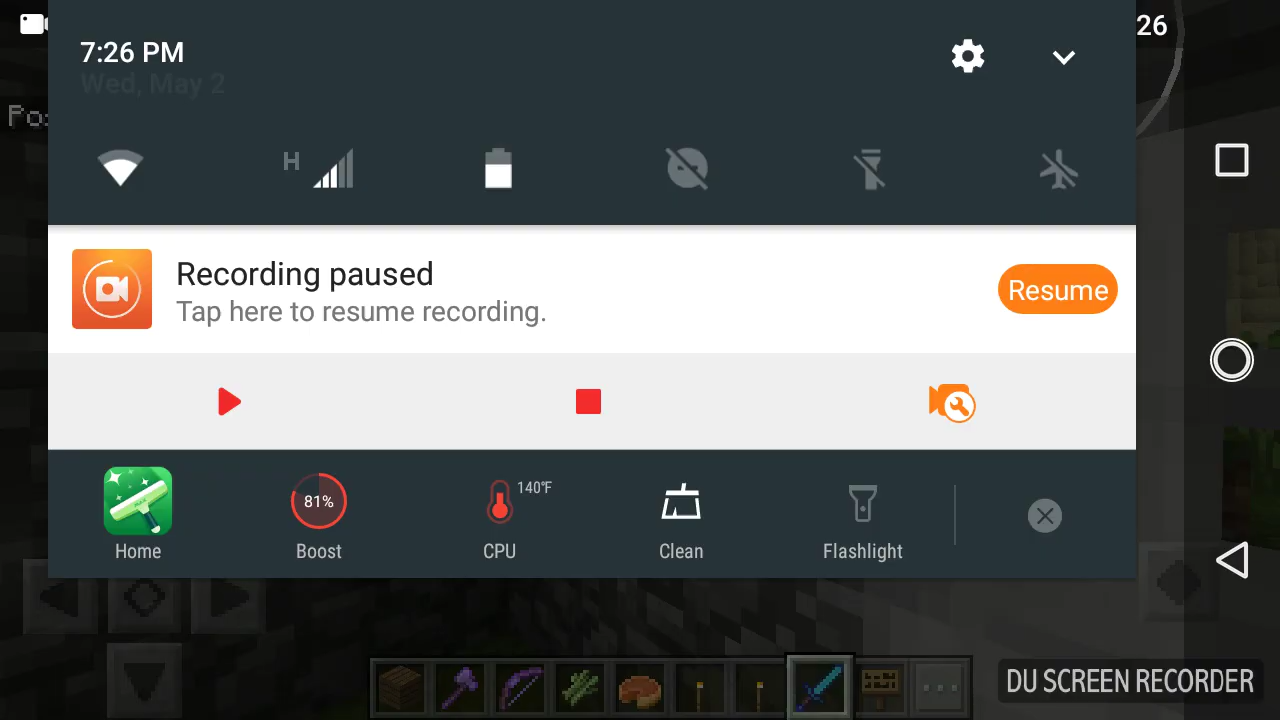 26
7:26 PM
Wed, May 2
Pos
H
Recording paused
Tap here to resume recording.
Resume
81%
140°F
Home
Boost
CPU
Clean
Flashlight
DU SCREEN RECORDER